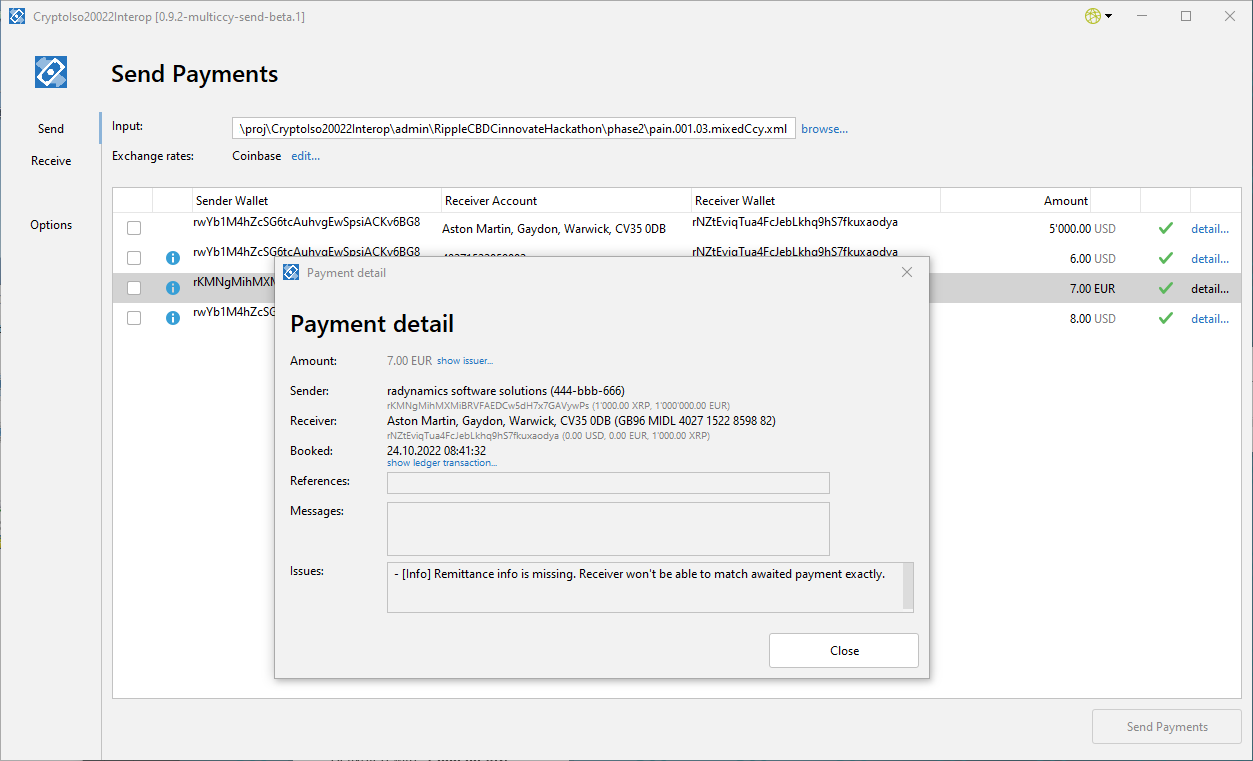 CryptoIso20022Interop [0.9.2-multiccy-send-beta.1]
Send Payments
Send
Receive
Options
Input:
\proj\CryptoIso20022Interop\admin\RippleCBDCinnovateHackathon\phase2\pain.001.03.mixedCcy.xml
browse...
Exchange rates:
Coinbase
edit...
Sender Wallet
Receiver Account
Receiver Wallet
Amount
rwYb1M4hZcSG6tcAuhvgEwSpsiACKv6BG8
Aston Martin, Gaydon, Warwick, CV35 0DB
rNZtEviqTua4FcJebLkhq9hS7fkuxaodya
5'000.00 USD
detail...
rwYb1M4hZcSG6tcAuhvgEwSpsiACKv6BG8
rNZtEviqTua4FcJebLkhq9hS7fkuxaodya
6.00 USD
detail...
rKMNgMihMXM
7.00 EUR
detail...
rwYb1M4hZcSG
8.00 USD
detail...
Payment detail
Payment detail
Amount:
7.00 EUR show issuer...
Sender:
radynamics software solutions (444-bbb-666)
rKMNgMihMXMiBRVFAEDCw5dH7x7GAVywPs (1'000.00 XRP, 1'000'000.00 EUR)
Receiver:
Aston Martin, Gaydon, Warwick, CV35 0DB (GB96 MIDL 4027 1522 8598 82)
rNZtEviqTua4FcJebLkhq9hS7fkuxaodya (0.00 USD, 0.00 EUR, 1'000.00 XRP)
Booked:
24.10.2022 08:41:32
show ledger transaction...
References:
Messages:
Issues:
- [Info] Remittance info is missing. Receiver won't be able to match awaited payment exactly.
Close
Send Payments